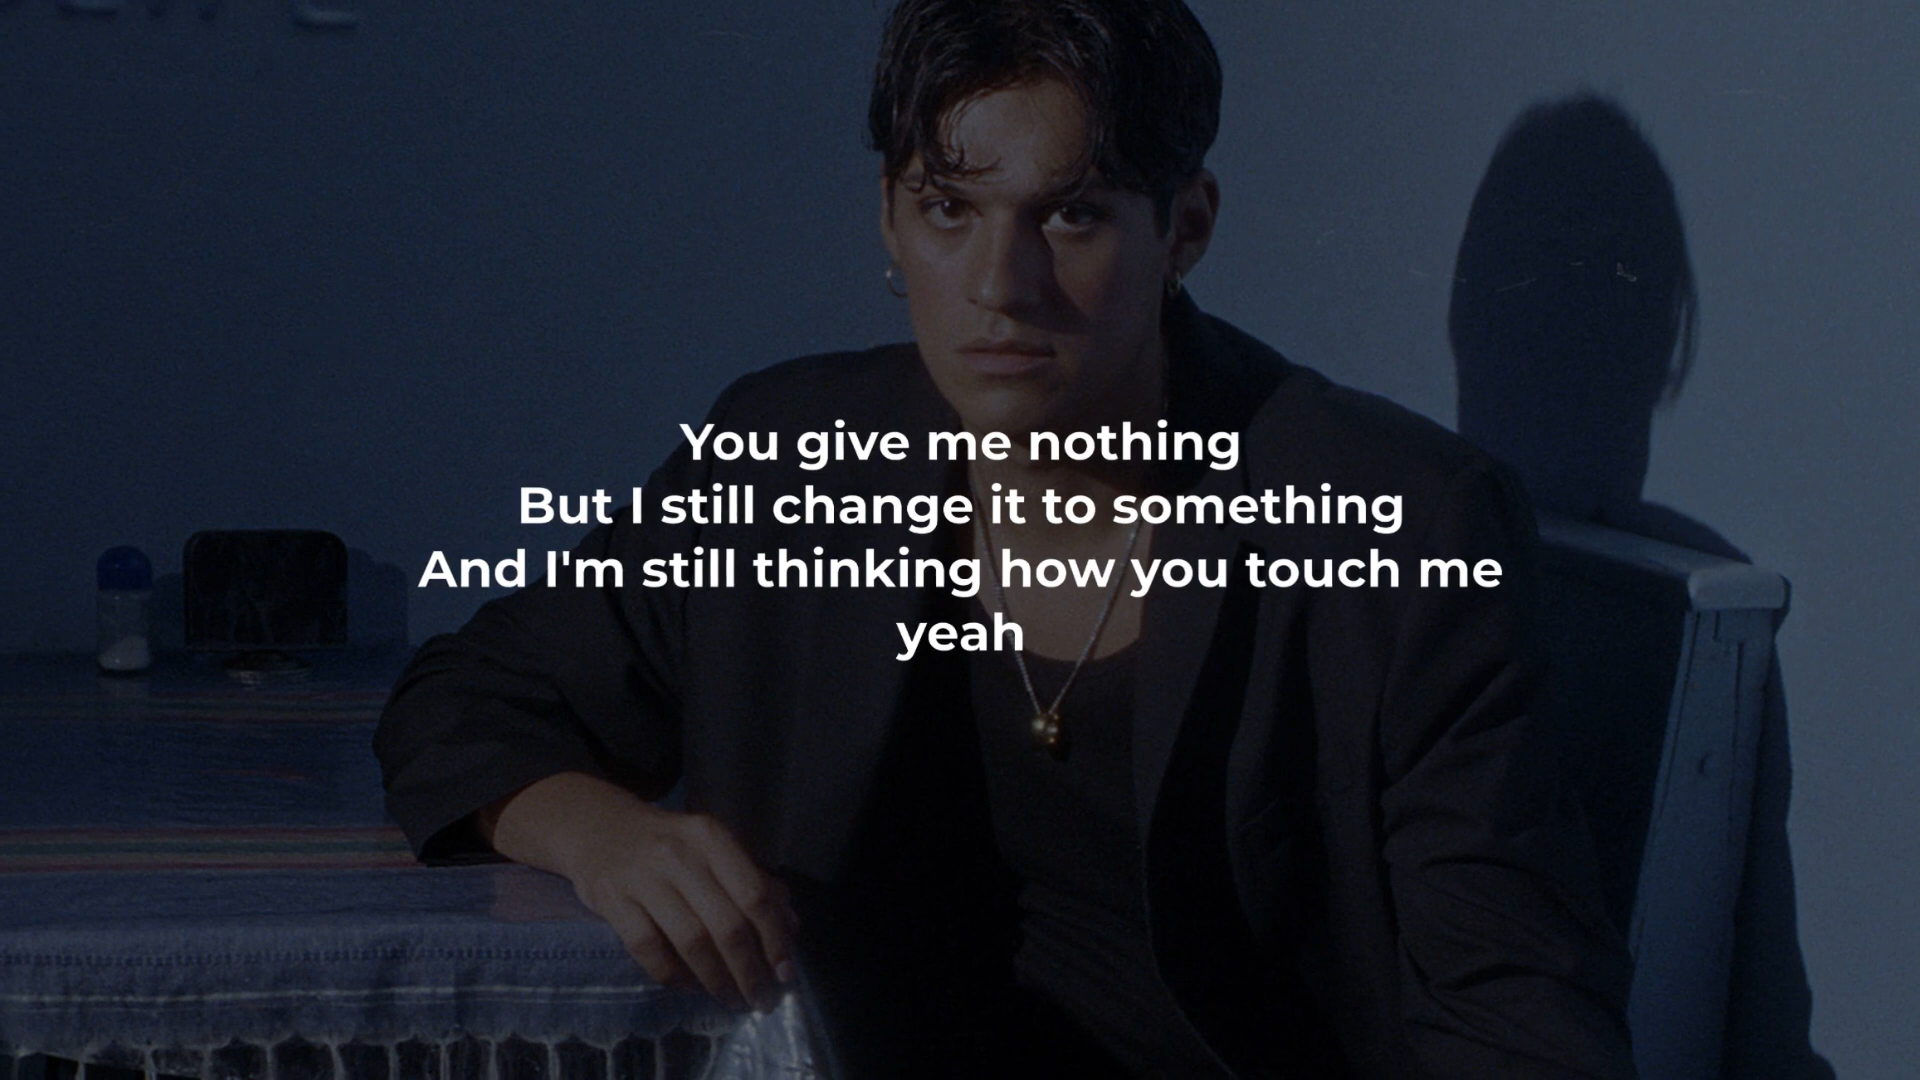 You give me nothing
But I still change it to something
And I'm still thinking how you touch me
yeah